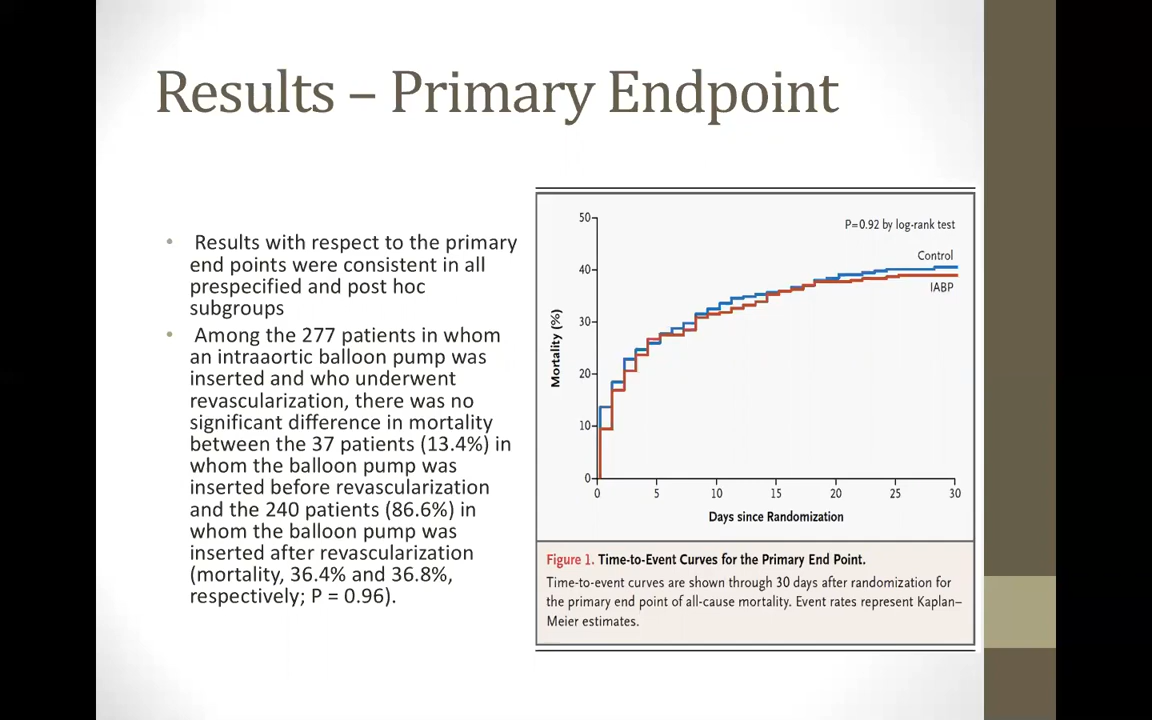 Results – Primary Endpoint
• Results with respect to the primary
end points were consistent in all
prespecified and post hoc
subgroups
• Among the 277 patients in whom
an intraaortic balloon pump was
inserted and who underwent
revascularization, there was no
significant difference in mortality
between the 37 patients (13.4%) in
whom the balloon pump was
inserted before revascularization
and the 240 patients (86.6%) in
whom the balloon pump was
inserted after revascularization
(mortality, 36.4% and 36.8%,
respectively; P = 0.96).
P=0.92 by log-rank test
Control
IABP
Mortality (%)
50
40
30
20
10
0
0 5 10 15 20 25 30
Days since Randomization
Figure 1. Time-to-Event Curves for the Primary End Point.
Time-to-event curves are shown through 30 days after randomization for
the primary end point of all-cause mortality. Event rates represent Kaplan–
Meier estimates.